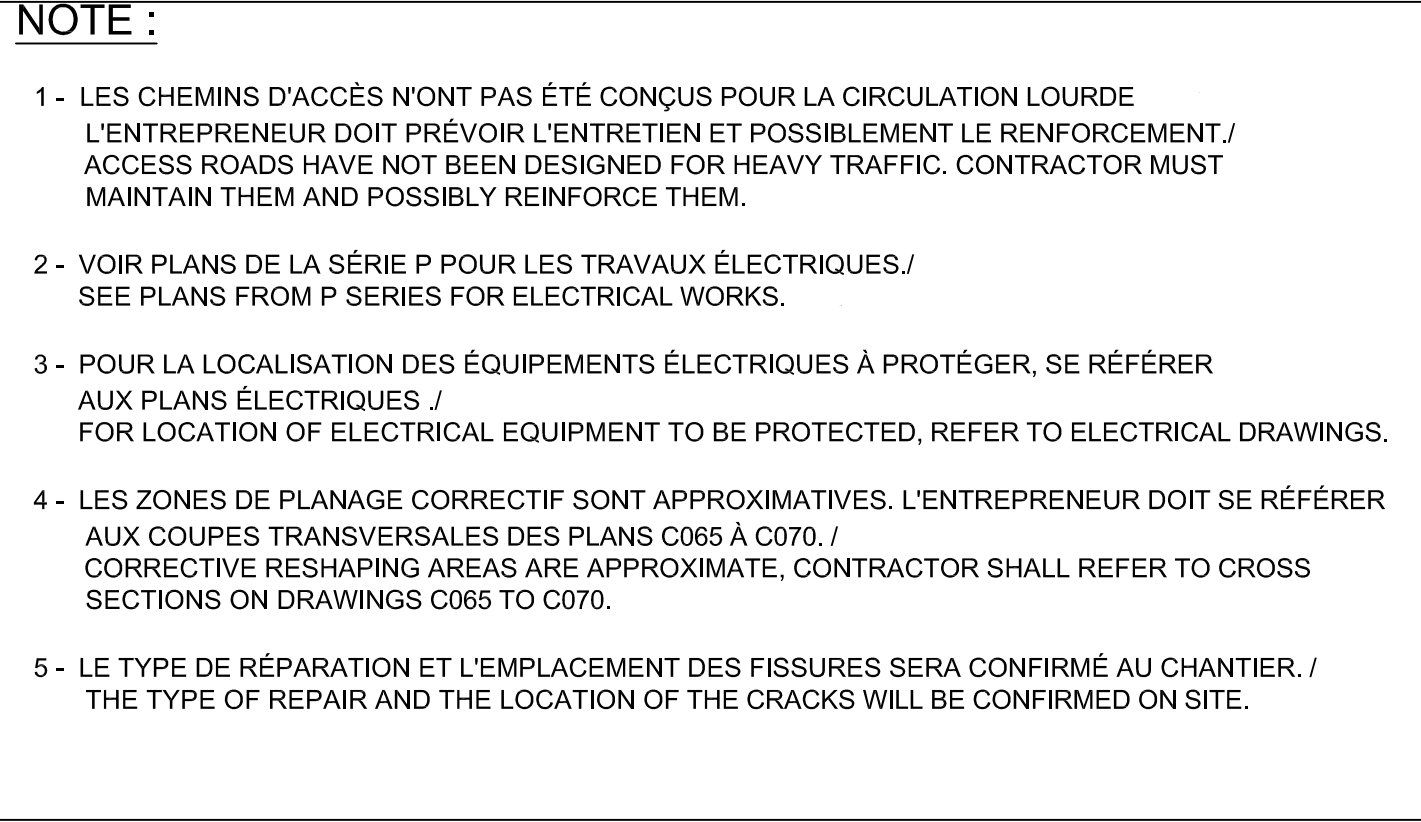 NOTE :
1 - LES CHEMINS D'ACCÈS N'ONT PAS ÉTÉ CONÇUS POUR LA CIRCULATION LOURDE
L'ENTREPRENEUR DOIT PRÉVOIR L'ENTRETIEN ET POSSIBLEMENT LE RENFORCEMENT./
ACCESS ROADS HAVE NOT BEEN DESIGNED FOR HEAVY TRAFFIC. CONTRACTOR MUST
MAINTAIN THEM AND POSSIBLY REINFORCE THEM.
2 - VOIR PLANS DE LA SÉRIE P POUR LES TRAVAUX ÉLECTRIQUES./
SEE PLANS FROM P SERIES FOR ELECTRICAL WORKS.
3 - POUR LA LOCALISATION DES ÉQUIPEMENTS ÉLECTRIQUES À PROTÉGER, SE RÉFÉRER
AUX PLANS ÉLECTRIQUES ./
FOR LOCATION OF ELECTRICAL EQUIPMENT TO BE PROTECTED, REFER TO ELECTRICAL DRAWINGS.
4 - LES ZONES DE PLANAGE CORRECTIF SONT APPROXIMATIVES. L'ENTREPRENEUR DOIT SE RÉFÉRER
AUX COUPES TRANSVERSALES DES PLANS C065 À C070. /
CORRECTIVE RESHAPING AREAS ARE APPROXIMATE, CONTRACTOR SHALL REFER TO CROSS
SECTIONS ON DRAWINGS C065 TO C070.
5 - LE TYPE DE RÉPARATION ET L'EMPLACEMENT DES FISSURES SERA CONFIRMÉ AU CHANTIER. /
THE TYPE OF REPAIR AND THE LOCATION OF THE CRACKS WILL BE CONFIRMED ON SITE.